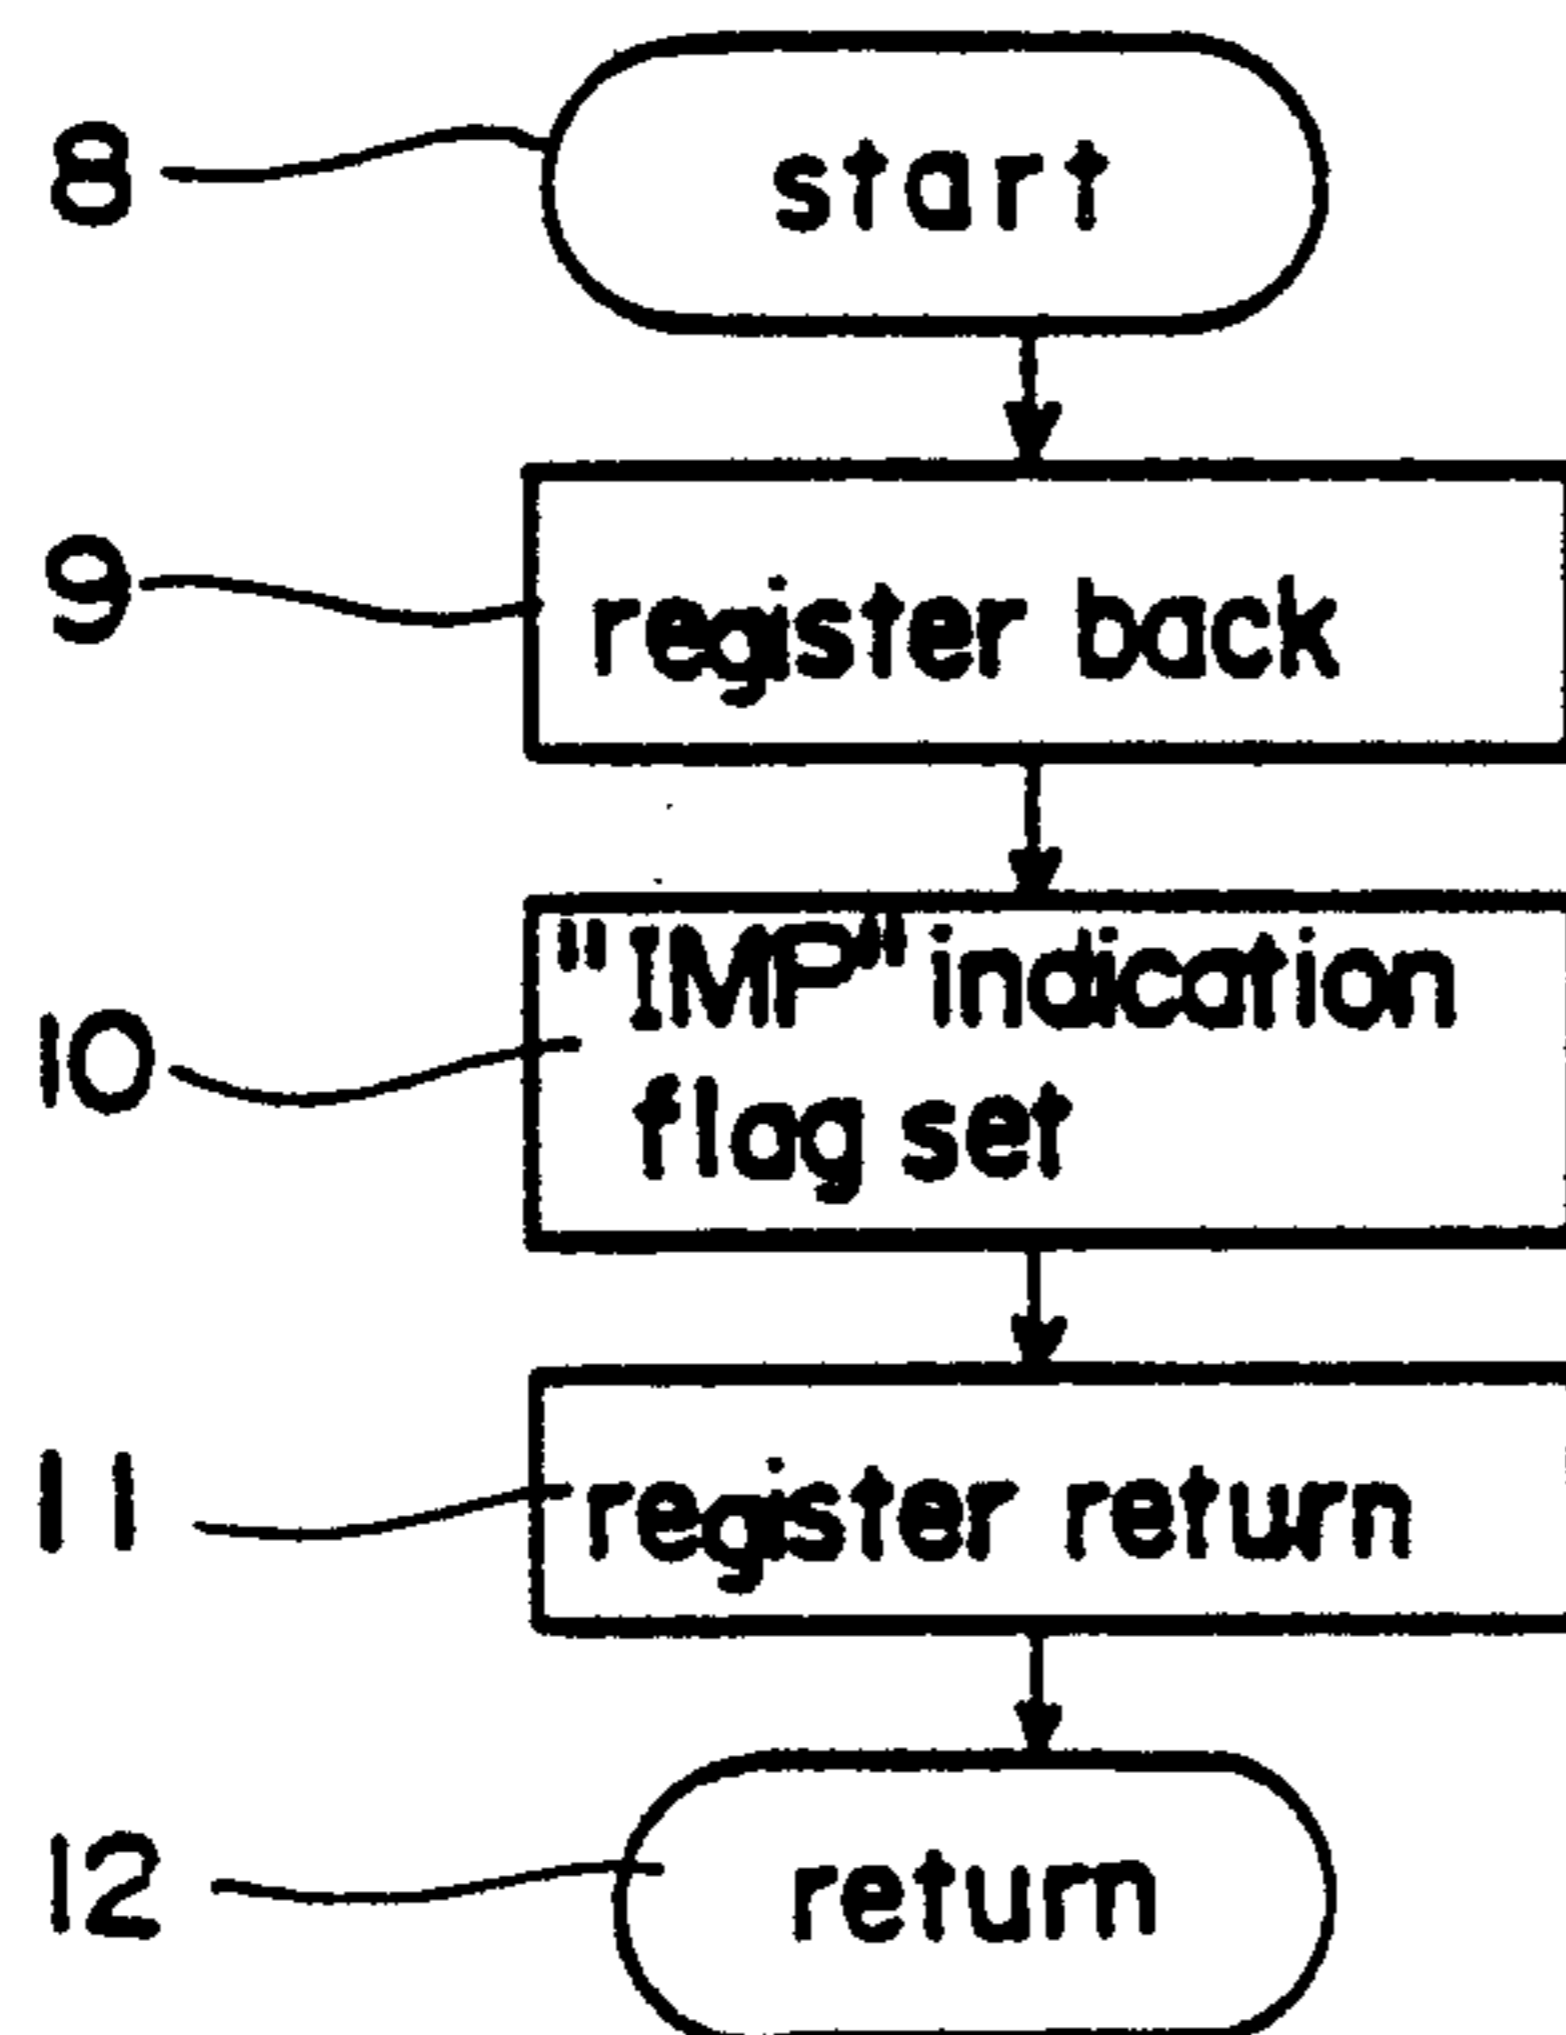 8
start
9
register back
10
"IMP" indication
flag set
11
register return
12
return